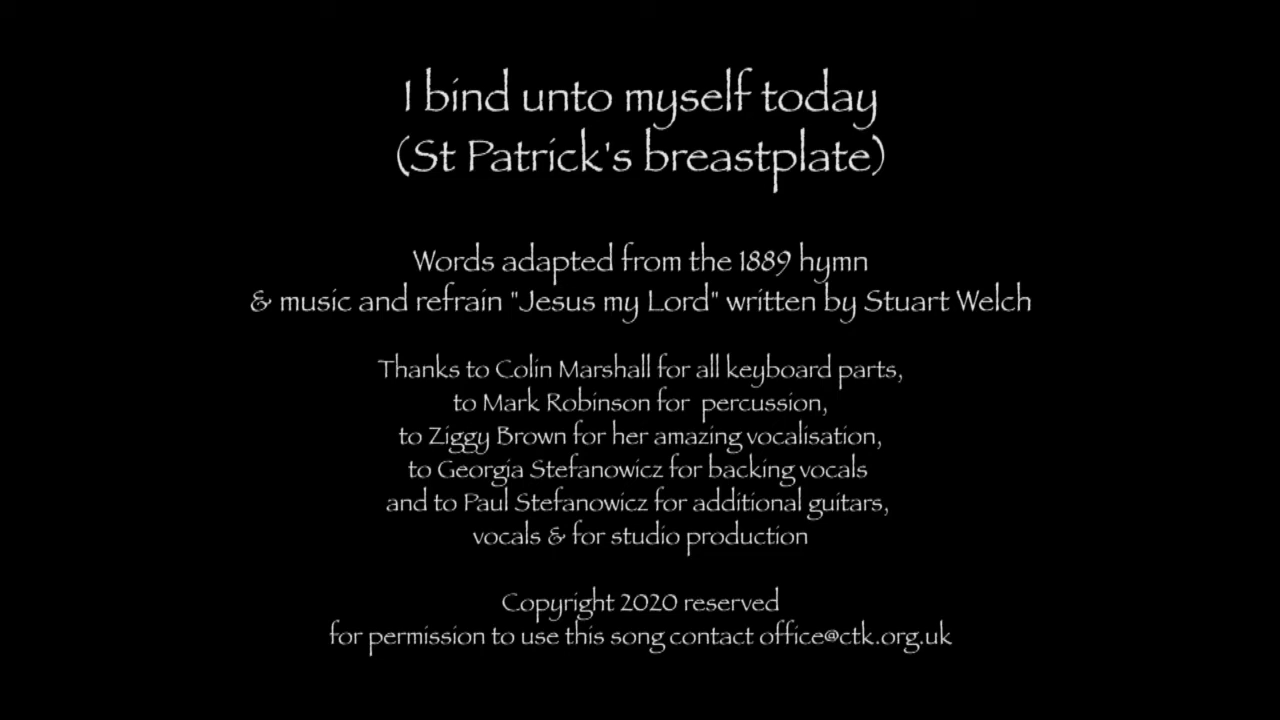 I bind unto myself today
(St Patrick's breastplate)
Words adapted from the 1889 hymn
& music and refrain "Jesus my Lord" written by Stuart Welch
Thanks to Colin Marshall for all keyboard parts,
to Mark Robinson for percussion,
to Ziggy Brown for her amazing vocalisation,
to Georgia Stefanowicz for backing vocals
and to Paul Stefanowicz for additional guitars,
vocals & for studio production
Copyright 2020 reserved
for permission to use this song contact office@ctk.org.uk